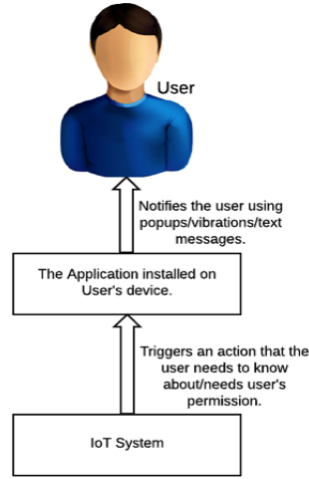 User
Notifies the user using
popups/vibrations/text
messages.
The Application installed on
User's device.
Triggers an action that the
user needs to know
about/needs user's
permission.
IoT System